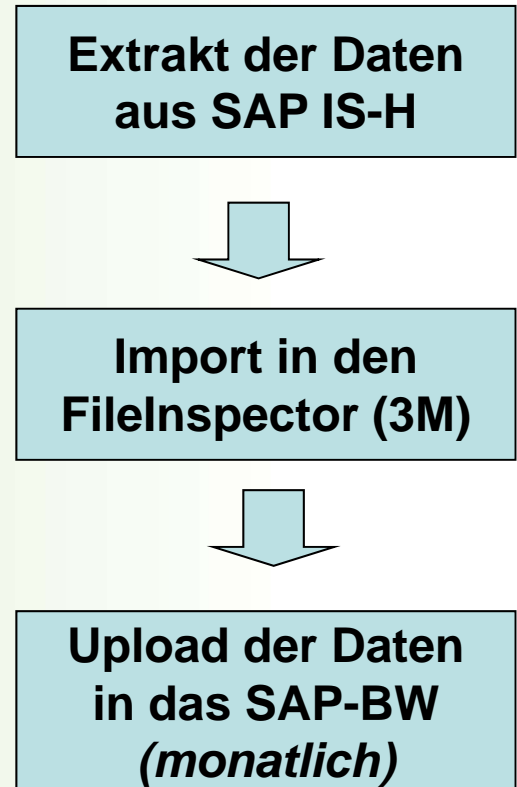 Extrakt der Daten
aus SAP IS-H
Import in den
FileInspector (3M)
Upload der Daten
in das SAP-BW
(monatlich)